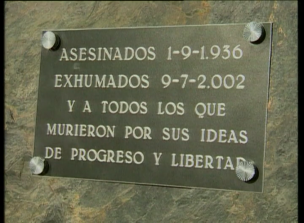 ASESINADOS 1-9-1.936
EXHUMADOS 9-7-2.002
Y A TODOS LOS QUE
MURIERON POR SUS IDEAS
DE PROGRESO Y LIBERTAD